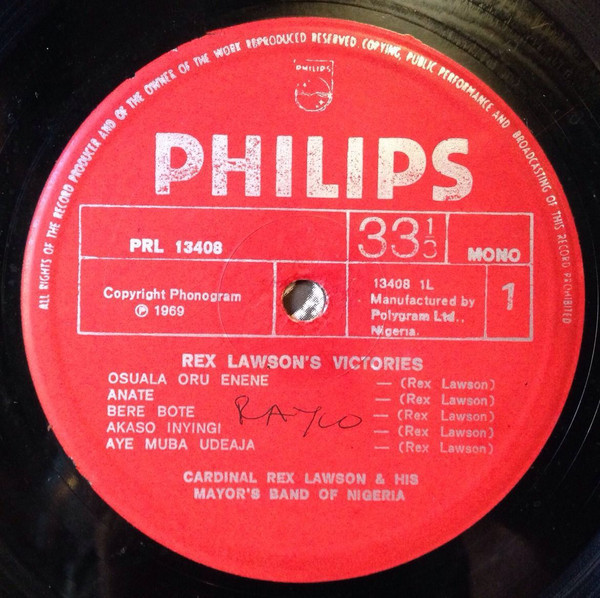 ALL RIGHTS OF THE RECORD PRODUCER AND OF THE OWNER OF THE WORK REPRODUCED RESERVED. COPYING, PUBLIC PERFORMANCE AND BROADCASTING OF THIS RECORD PROHIBITED
PHILIPS
PHILIPS
PRL 13408
33 1/3
MONO
Copyright Phonogram
℗ 1969
13408 1L
Manufactured by
Polygram Ltd.,
Nigeria.
1
REX LAWSON'S VICTORIES
OSUALA ORU ENENE — (Rex Lawson)
ANATE — (Rex Lawson)
BERE BOTE — (Rex Lawson)
AKASO INYINGI — (Rex Lawson)
AYE MUBA UDEAJA — (Rex Lawson)
CARDINAL REX LAWSON & HIS
MAYOR'S BAND OF NIGERIA